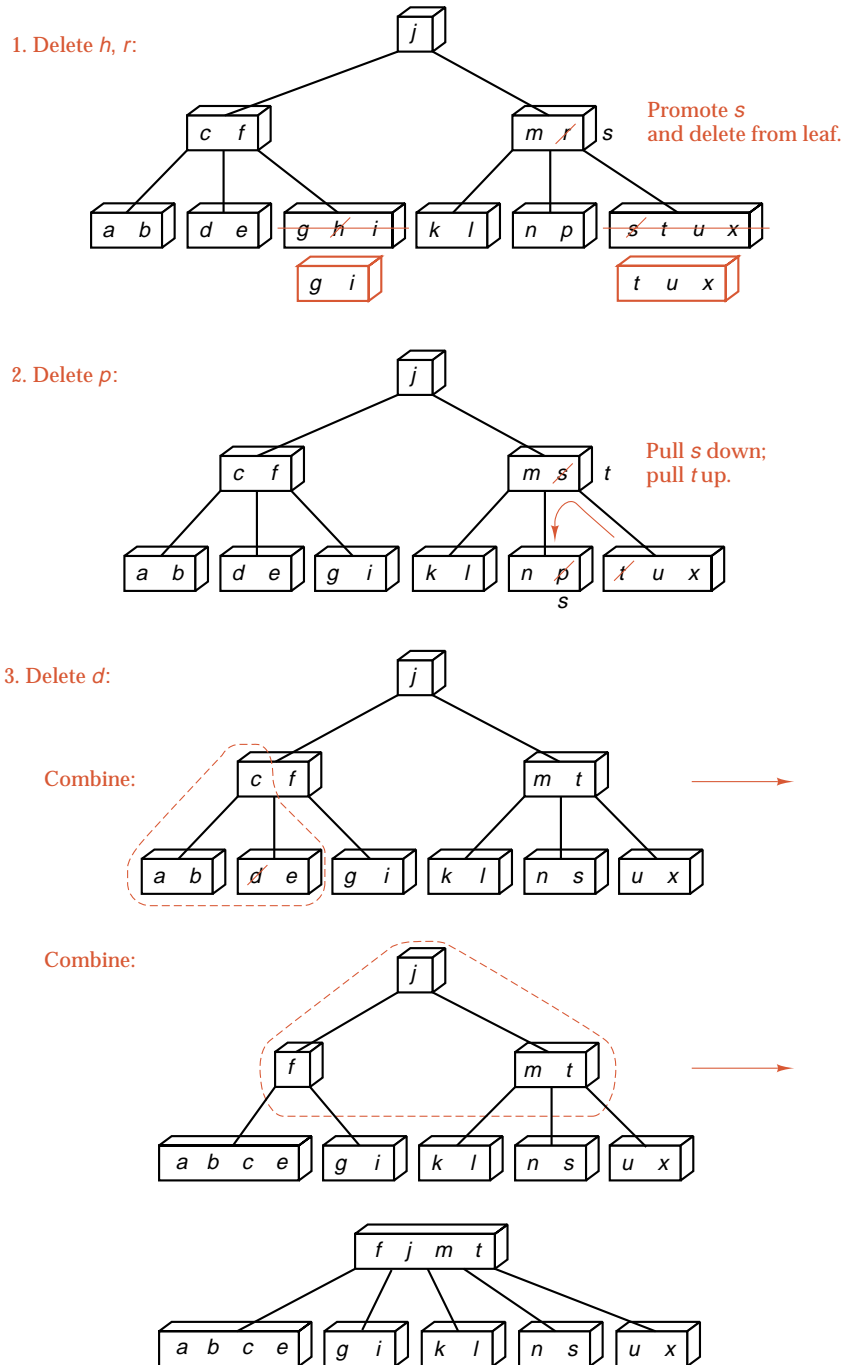 j
1. Delete h, r:
Promote s
and delete from leaf.
c f
m r s
a b
d e
g h i
k l
n p
s t u x
g i
t u x
j
2. Delete p:
Pull s down;
pull t up.
c f
m s t
a b
d e
g i
k l
n p
t u x
s
j
3. Delete d:
Combine:
c f
m t
a b
d e
g i
k l
n s
u x
Combine:
j
f
m t
a b c e
g i
k l
n s
u x
f j m t
a b c e
g i
k l
n s
u x